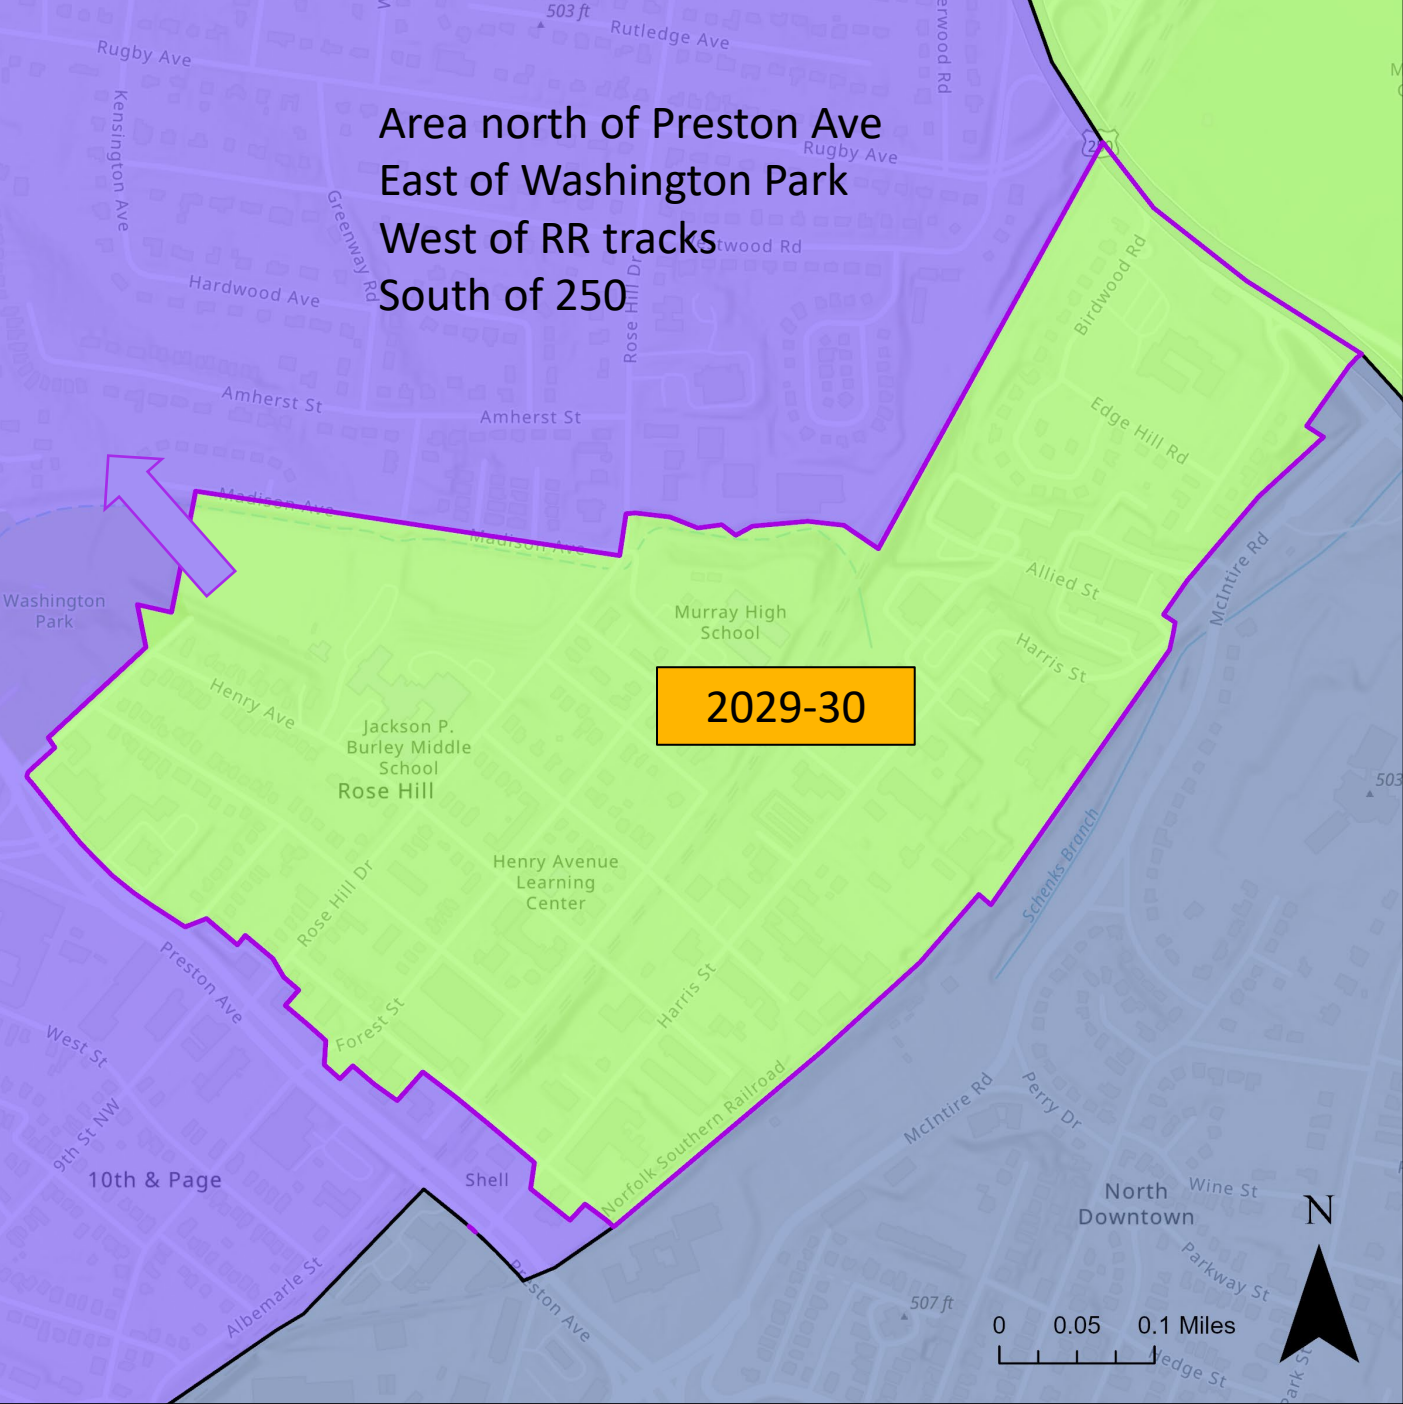 503 ft
Rutledge Ave
Rugby Ave
Kensington Ave
Area north of Preston Ave
East of Washington Park
West of RR tracks
South of 250
Rugby Ave
Greenway Rd
Rose Hill Dr
Hardwood Ave
Birdwood Rd
Amherst St
Amherst St
Edge Hill Rd
Madison Ave
Madison Ave
McIntire Rd
Allied St
Washington
Park
Murray High
School
Harris St
Henry Ave
2029-30
Jackson P.
Burley Middle
School
Rose Hill
503
Schenks Branch
Henry Avenue
Learning
Center
Rose Hill Dr
Preston Ave
Harris St
Forest St
West St
Norfolk Southern Railroad
McIntire Rd
Perry Dr
9th St NW
10th & Page
Shell
North
Downtown
Wine St
N
Parkway St
Albemarle St
Preston Ave
507 ft
0 0.05 0.1 Miles
Hedge St
Park St